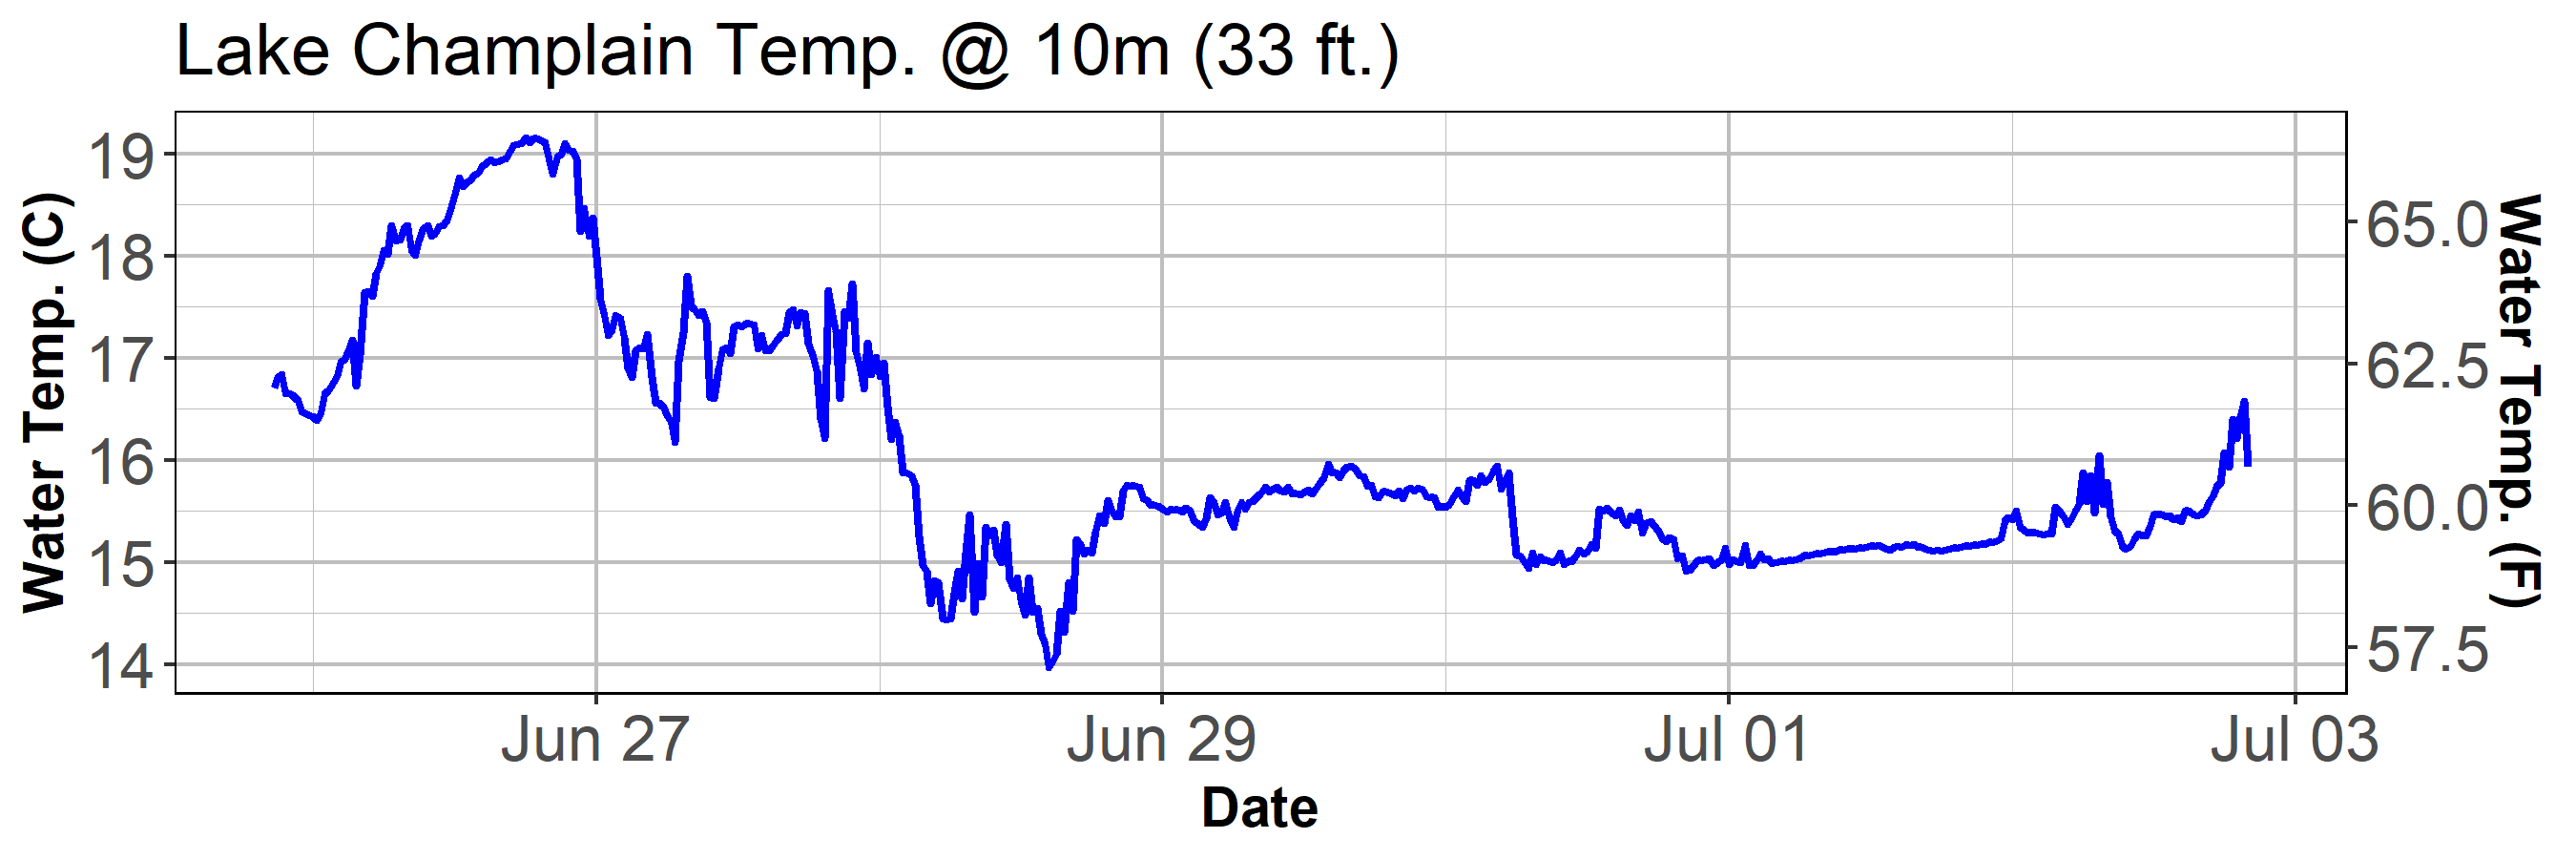 Lake Champlain Temp. @ 10m (33 ft.)
Water Temp. (C)
19
18
17
16
15
14
65.0
62.5
60.0
57.5
Water Temp. (F)
Jun 27
Jun 29
Jul 01
Jul 03
Date